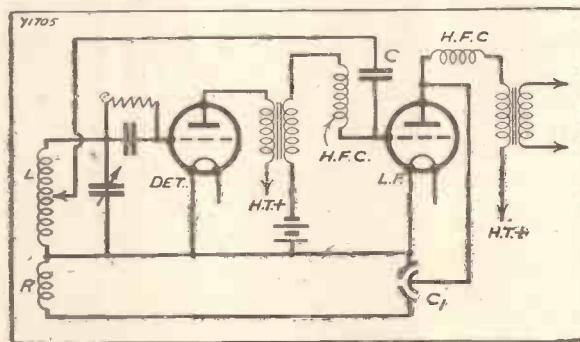 Y1705
H.F.C
C
L
H.F.C.
DET.
L.F.
H.T.+
H.T.+
R
C1